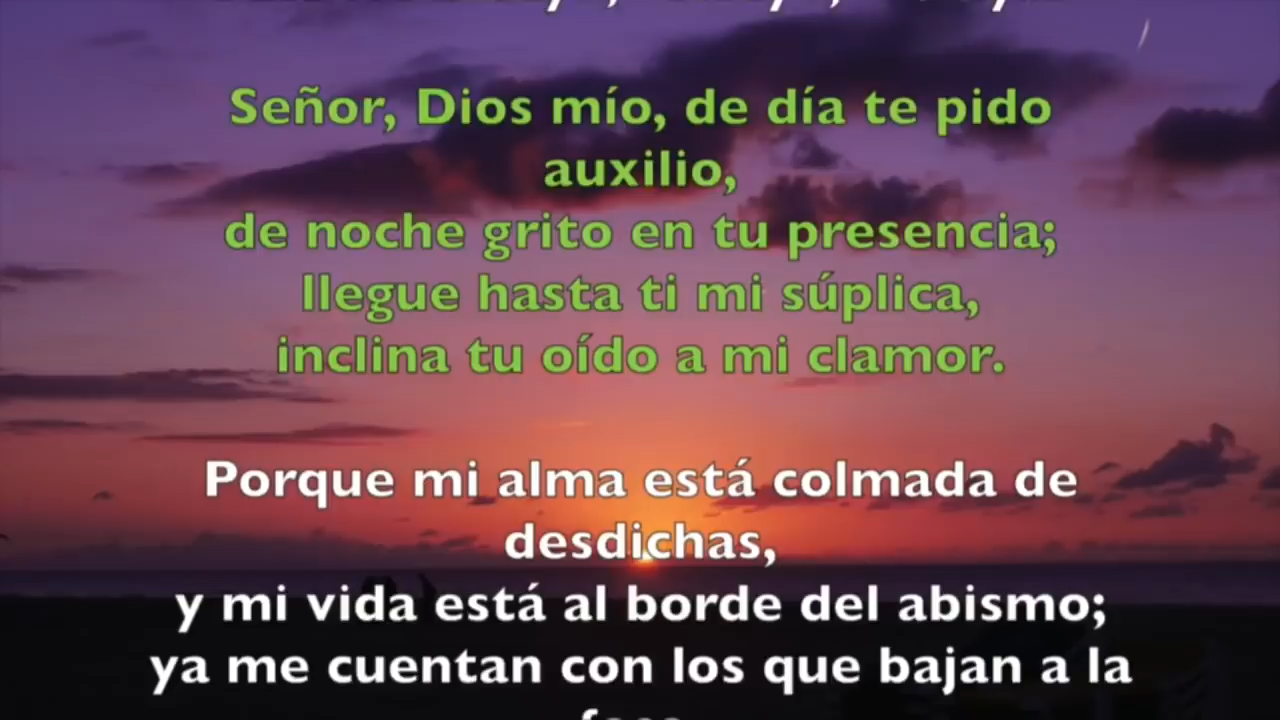 Señor, Dios mío, de día te pido
auxilio,
de noche grito en tu presencia;
llegue hasta ti mi súplica,
inclina tu oído a mi clamor.
Porque mi alma está colmada de
desdichas,
y mi vida está al borde del abismo;
ya me cuentan con los que bajan a la